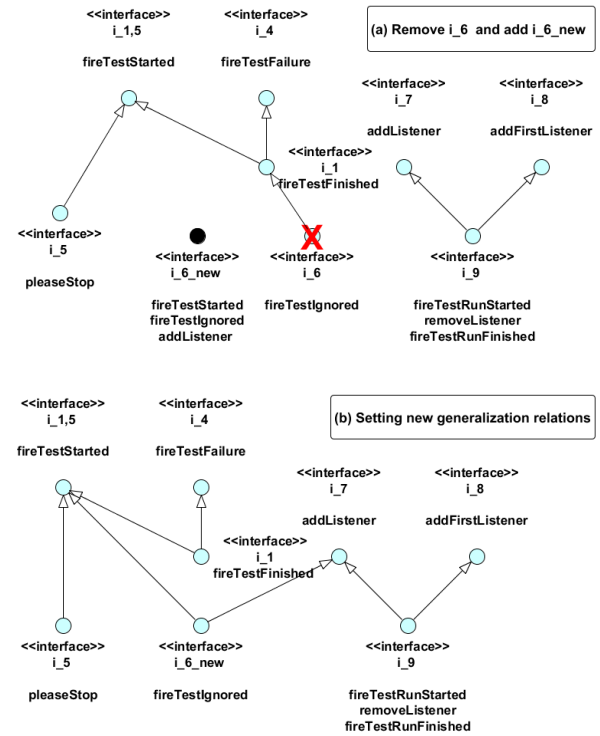 <<interface>>
i_1,5
fireTestStarted
<<interface>>
i_4
fireTestFailure
(a) Remove i_6 and add i_6_new
<<interface>>
i_7
addListener
<<interface>>
i_8
addFirstListener
<<interface>>
i_1
fireTestFinished
<<interface>>
i_5
pleaseStop
<<interface>>
i_6_new
fireTestStarted
fireTestIgnored
addListener
X
<<interface>>
i_6
fireTestIgnored
<<interface>>
i_9
fireTestRunStarted
removeListener
fireTestRunFinished
<<interface>>
i_1,5
fireTestStarted
<<interface>>
i_4
fireTestFailure
(b) Setting new generalization relations
<<interface>>
i_7
addListener
<<interface>>
i_8
addFirstListener
<<interface>>
i_1
fireTestFinished
<<interface>>
i_5
pleaseStop
<<interface>>
i_6_new
fireTestIgnored
<<interface>>
i_9
fireTestRunStarted
removeListener
fireTestRunFinished